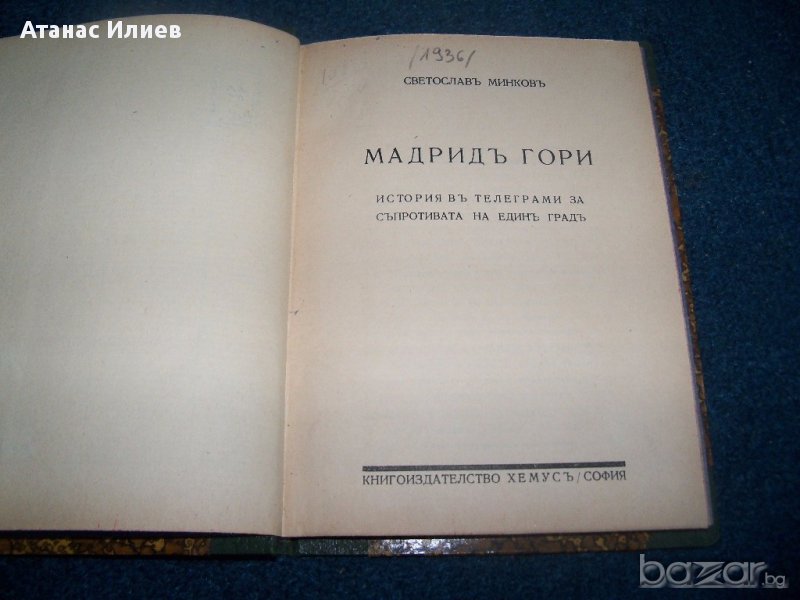 Атанас Илиев
/1936/
СВЕТОСЛАВЪ МИНКОВЪ
МАДРИДЪ ГОРИ
ИСТОРИЯ ВЪ ТЕЛЕГРАМИ ЗА
СЪПРОТИВАТА НА ЕДИНЪ ГРАДЪ
КНИГОИЗДАТЕЛСТВО ХЕМУСЪ/СОФИЯ
bazar.bg